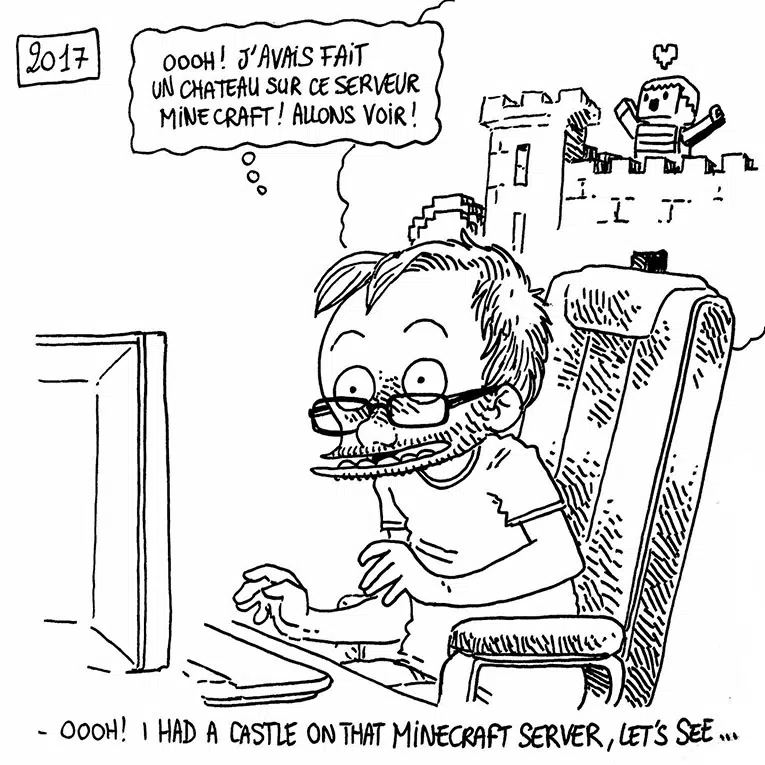 2017
OOOH! J'AVAIS FAIT
UN CHATEAU SUR CE SERVEUR
MINECRAFT! ALLONS VOIR!
- OOOH! I HAD A CASTLE ON THAT MINECRAFT SERVER, LET'S SEE...